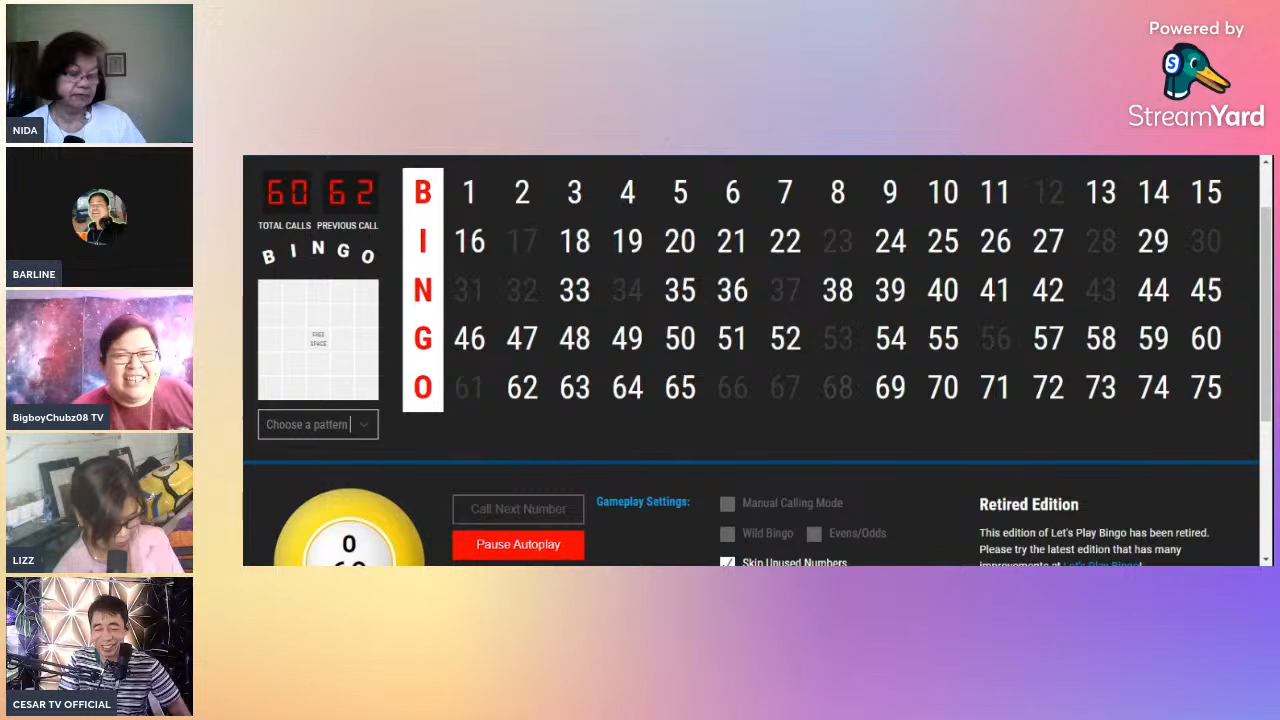 NIDA
BARLINE
BigboyChubz08 TV
LIZZ
CESAR TV OFFICIAL
Powered by
StreamYard
60 62
TOTAL CALLS PREVIOUS CALL
BINGO
FREE
SPACE
Choose a pattern
B 1 2 3 4 5 6 7 8 9 10 11 12 13 14 15
I 16 17 18 19 20 21 22 23 24 25 26 27 28 29 30
N 31 32 33 34 35 36 37 38 39 40 41 42 43 44 45
G 46 47 48 49 50 51 52 53 54 55 56 57 58 59 60
O 61 62 63 64 65 66 67 68 69 70 71 72 73 74 75
O
Call Next Number
Pause Autoplay
Gameplay Settings:
Manual Calling Mode
Wild Bingo Evens/Odds
Skip Unused Numbers
Retired Edition
This edition of Let's Play Bingo has been retired.
Please try the latest edition that has many
improvements at Let's Play Bingo!